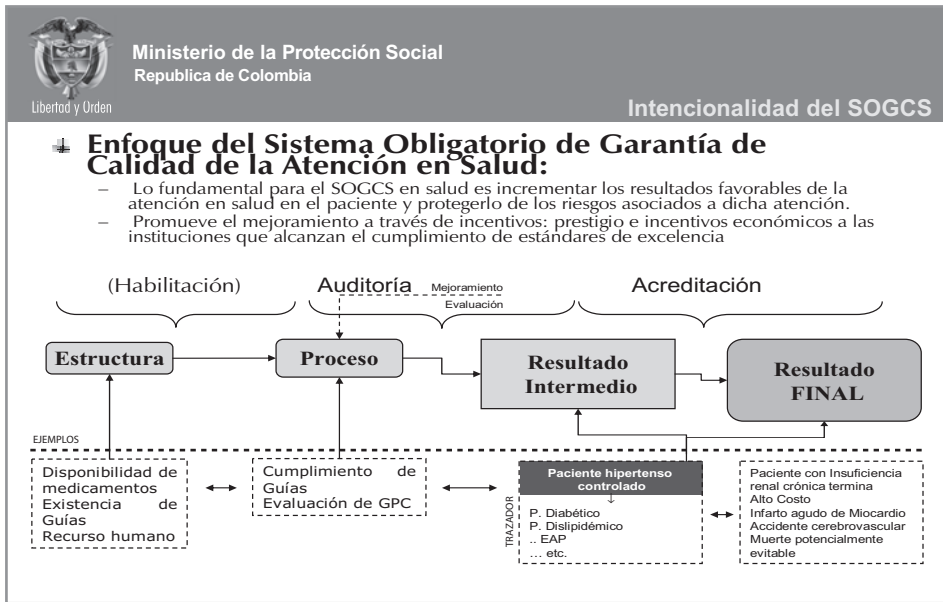 Ministerio de la Protección Social
Republica de Colombia
Libertad y Orden
Intencionalidad del SOGCS
Enfoque del Sistema Obligatorio de Garantía de
Calidad de la Atención en Salud:
– Lo fundamental para el SOGCS en salud es incrementar los resultados favorables de la
atención en salud en el paciente y protegerlo de los riesgos asociados a dicha atención.
– Promueve el mejoramiento a través de incentivos: prestigio e incentivos económicos a las
instituciones que alcanzan el cumplimiento de estándares de excelencia
(Habilitación)
Auditoría
Mejoramiento
Evaluación
Acreditación
Estructura
Proceso
Resultado
Intermedio
Resultado
FINAL
EJEMPLOS
Disponibilidad de
medicamentos
Existencia de
Guías
Recurso humano
Cumplimiento de
Guías
Evaluación de GPC
TRAZADOR
Paciente hipertenso
controlado
P. Diabético
P. Dislipidémico
.. EAP
... etc.
Paciente con Insuficiencia
renal crónica termina
Alto Costo
Infarto agudo de Miocardio
Accidente cerebrovascular
Muerte potencialmente
evitable